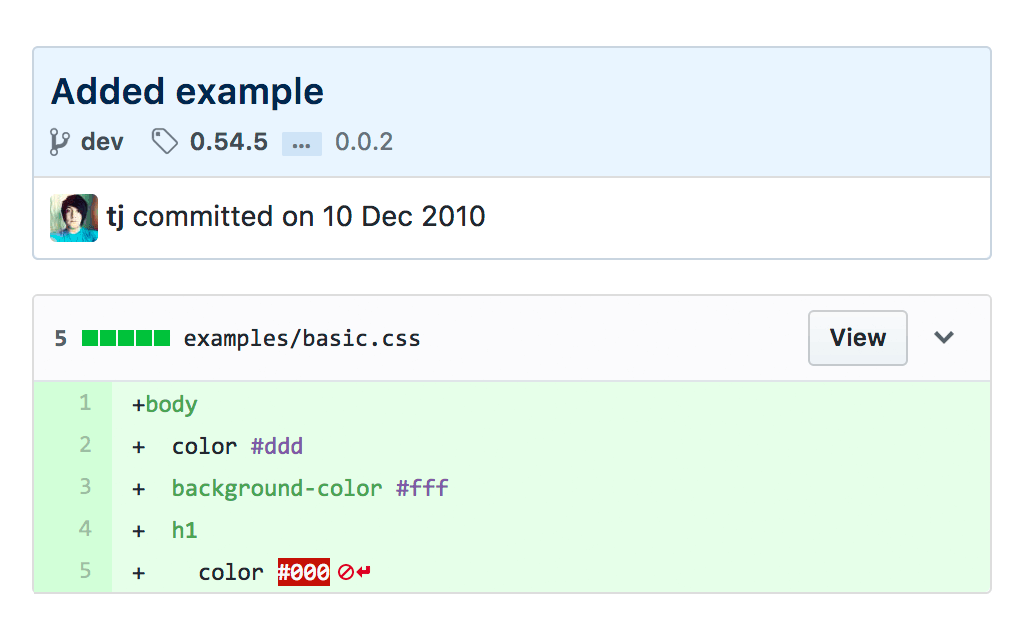 Added example
dev 0.54.5 … 0.0.2
tj committed on 10 Dec 2010
5 examples/basic.css View
1 +body
2 +  color #ddd
3 +  background-color #fff
4 +  h1
5 +    color #000